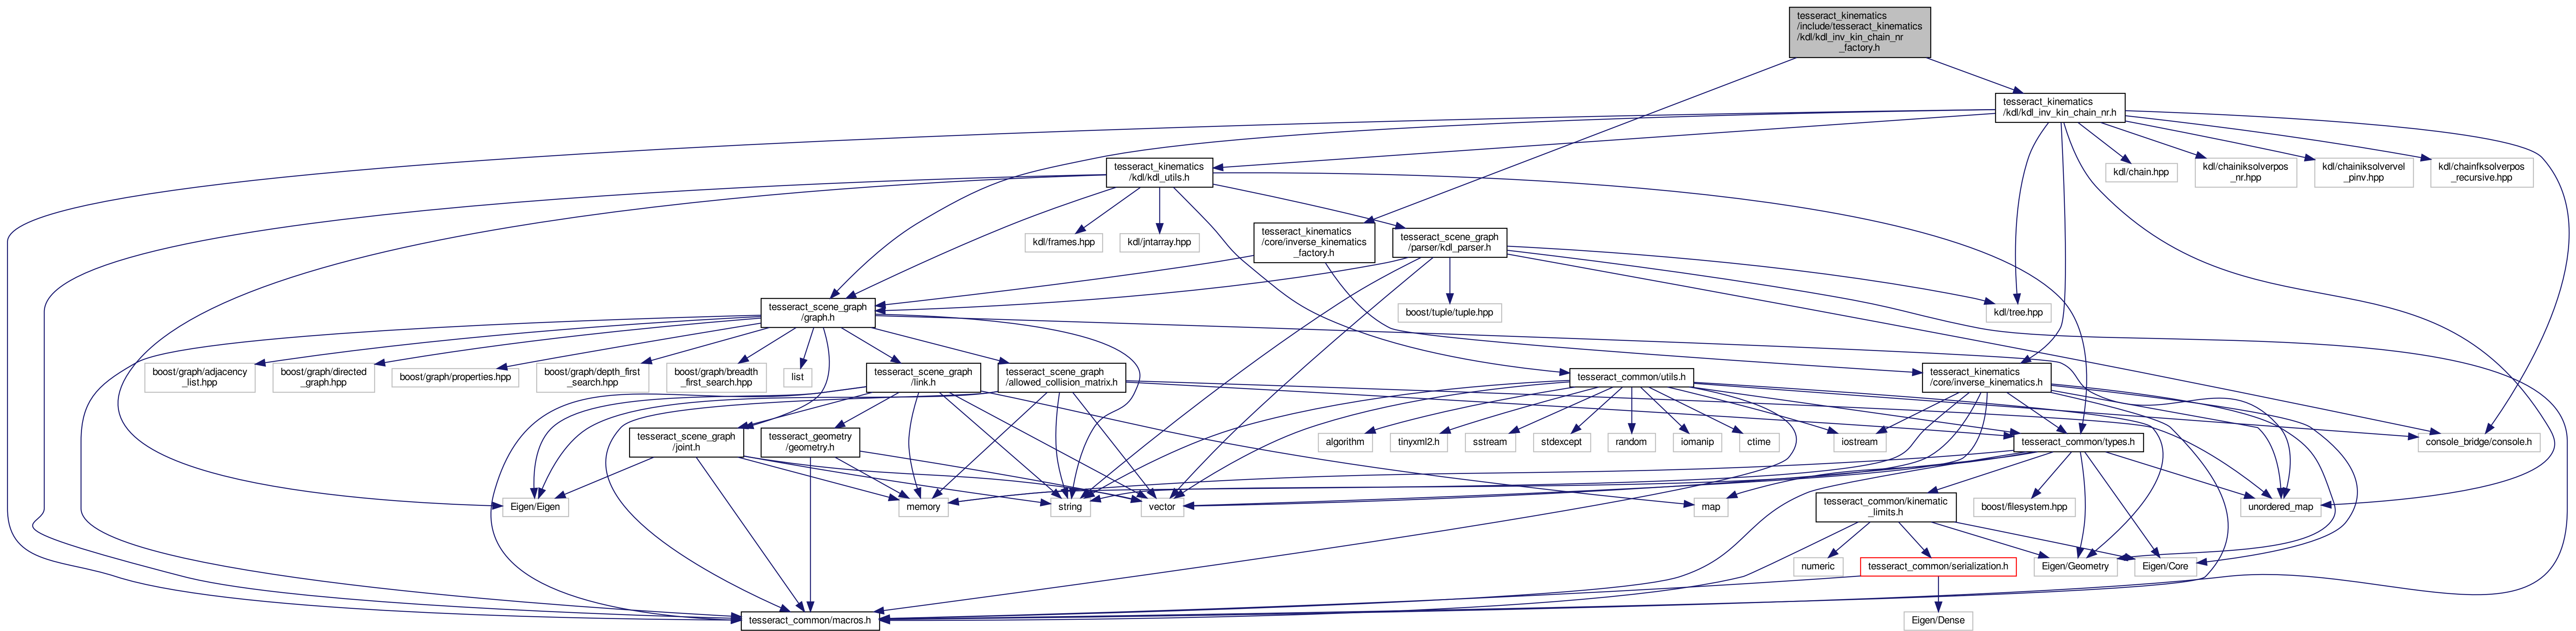 tesseract_kinematics
/include/tesseract_kinematics
/kdl/kdl_inv_kin_chain_nr
_factory.h
tesseract_kinematics
/kdl/kdl_inv_kin_chain_nr.h
tesseract_kinematics
/kdl/kdl_utils.h
kdl/chain.hpp
kdl/chainiksolverpos
_nr.hpp
kdl/chainiksolvervel
_pinv.hpp
kdl/chainfksolverpos
_recursive.hpp
kdl/frames.hpp
kdl/jntarray.hpp
tesseract_kinematics
/core/inverse_kinematics
_factory.h
tesseract_scene_graph
/parser/kdl_parser.h
tesseract_scene_graph
/graph.h
boost/tuple/tuple.hpp
kdl/tree.hpp
boost/graph/adjacency
_list.hpp
boost/graph/directed
_graph.hpp
boost/graph/properties.hpp
boost/graph/depth_first
_search.hpp
boost/graph/breadth
_first_search.hpp
list
tesseract_scene_graph
/link.h
tesseract_scene_graph
/allowed_collision_matrix.h
tesseract_common/utils.h
tesseract_kinematics
/core/inverse_kinematics.h
tesseract_scene_graph
/joint.h
tesseract_geometry
/geometry.h
algorithm
tinyxml2.h
sstream
stdexcept
random
iomanip
ctime
iostream
tesseract_common/types.h
console_bridge/console.h
Eigen/Eigen
memory
string
vector
map
tesseract_common/kinematic
_limits.h
boost/filesystem.hpp
unordered_map
numeric
tesseract_common/serialization.h
Eigen/Geometry
Eigen/Core
tesseract_common/macros.h
Eigen/Dense